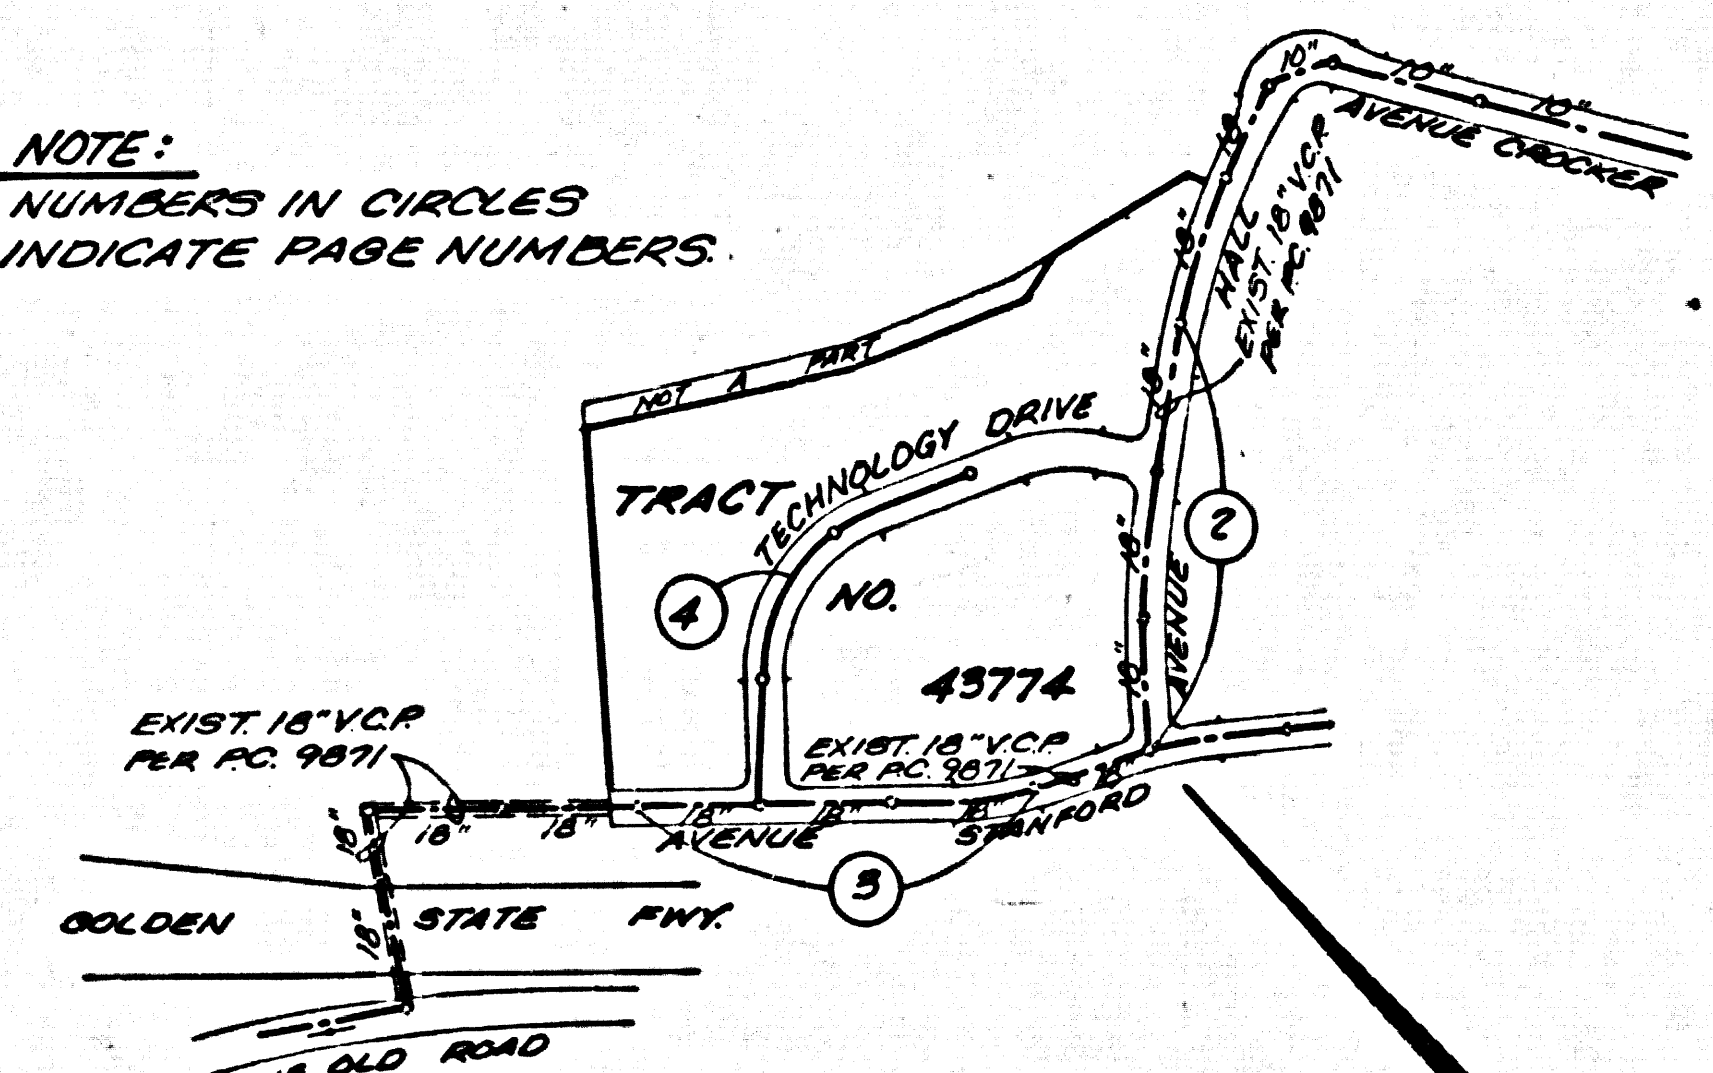 NOTE:
NUMBERS IN CIRCLES
INDICATE PAGE NUMBERS.
10"
10"
10"
AVENUE CROCKER
18"
HALL
EXIST. 18" V.C.P.
PER P.C. 9871
18"
NOT A PART
TECHNOLOGY DRIVE
TRACT
2
18"
4
NO.
AVENUE
10"
43774
EXIST. 18" V.C.P.
PER P.C. 9871
EXIST. 18" V.C.P.
PER P.C. 9871
18"
18"
18"
18"
18"
18"
18"
AVENUE
STANFORD
3
GOLDEN STATE FWY.
18"
OLD ROAD